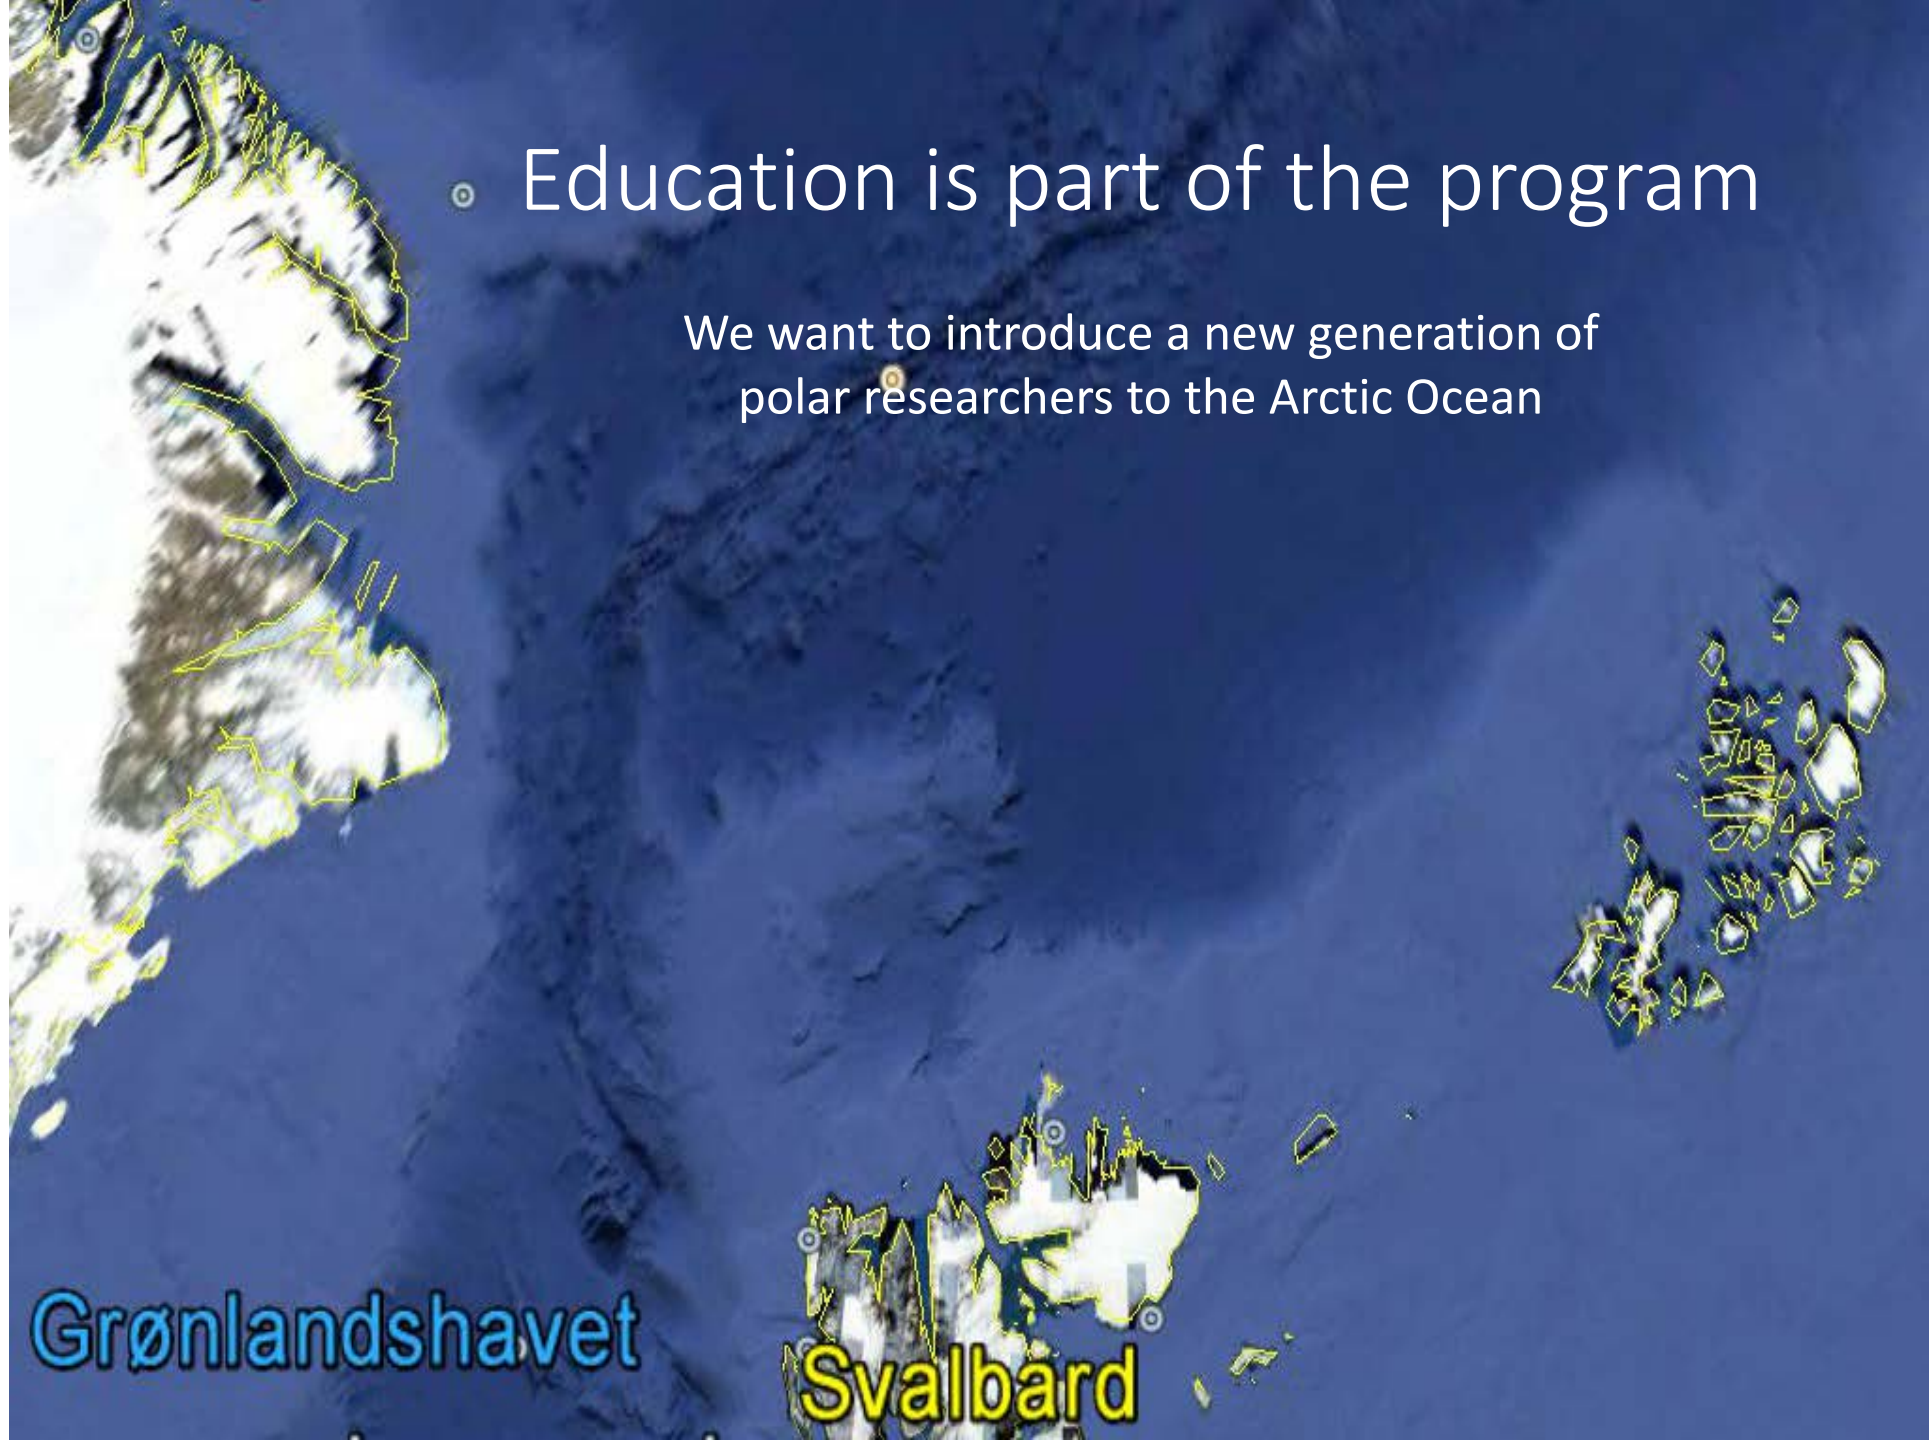 Education is part of the program
We want to introduce a new generation of
polar researchers to the Arctic Ocean
Grønlandshavet
Svalbard